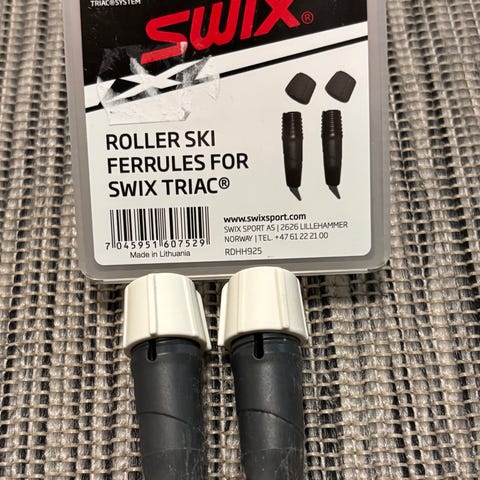 TRIAC®SYSTEM
SWIX®
ROLLER SKI
FERRULES FOR
SWIX TRIAC®
7 045951 607529
Made in Lithuania
www.swixsport.com
SWIX SPORT AS | 2626 LILLEHAMMER
NORWAY | TEL. +47 61 22 21 00
RDHH925